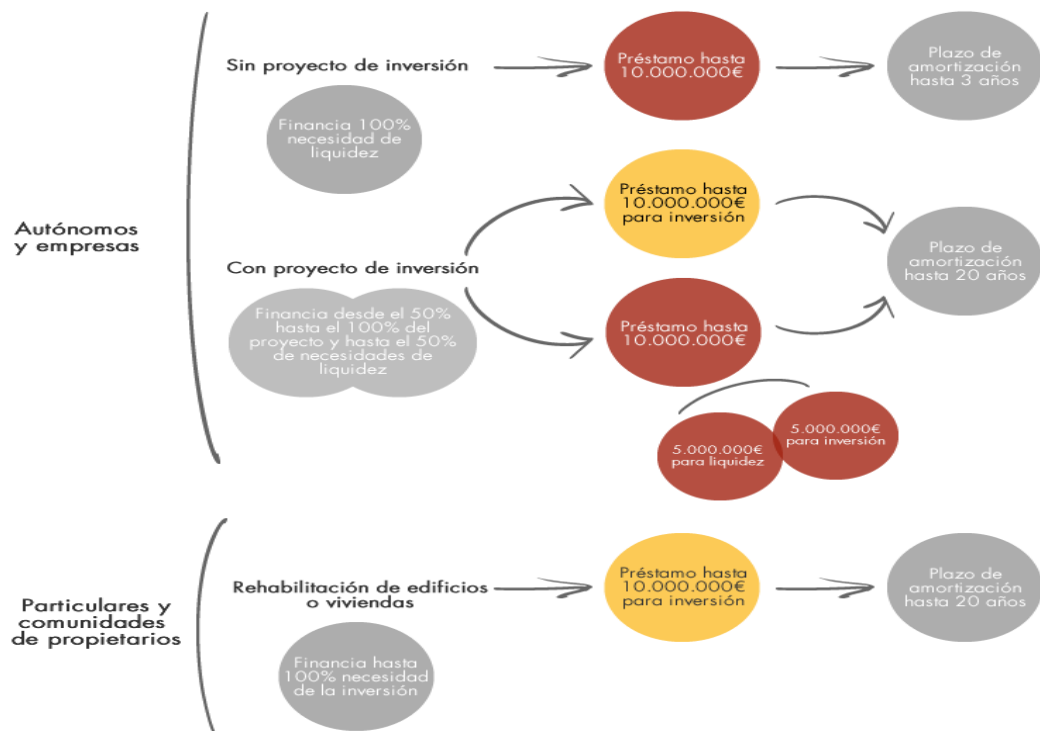 Autónomos
y empresas
Sin proyecto de inversión
Financia 100%
necesidad de
liquidez
Préstamo hasta
10.000.000€
Plazo de
amortización
hasta 3 años
Con proyecto de inversión
Financia desde el 50%
hasta el 100% del
proyecto y hasta el 50%
de necesidades de
liquidez
Préstamo hasta
10.000.000€
para inversión
Préstamo hasta
10.000.000€
5.000.000€
para liquidez
5.000.000€
para inversión
Plazo de
amortización
hasta 20 años
Particulares y
comunidades
de propietarios
Rehabilitación de edificios
o viviendas
Financia hasta
100% necesidad
de la inversión
Préstamo hasta
10.000.000€
para inversión
Plazo de
amortización
hasta 20 años